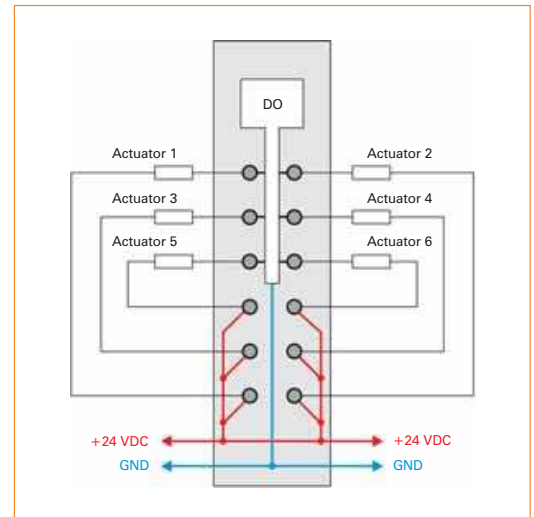 DO
Actuator 1
Actuator 2
Actuator 3
Actuator 4
Actuator 5
Actuator 6
+24 VDC
+24 VDC
GND
GND